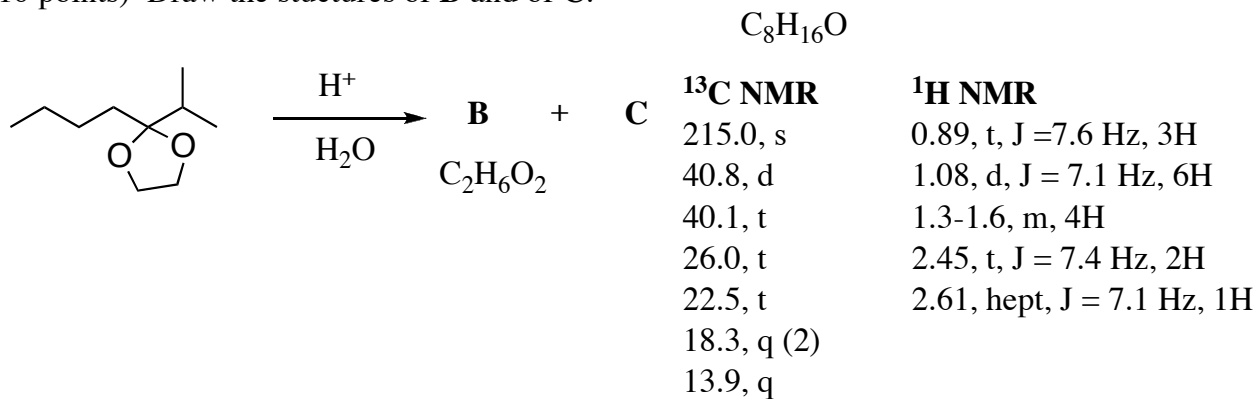 10 points) Draw the stuctures of B and of C.
C₈H₁₆O
H⁺
H₂O
O
O
B + C
C₂H₆O₂
¹³C NMR ¹H NMR
215.0, s 0.89, t, J =7.6 Hz, 3H
40.8, d 1.08, d, J = 7.1 Hz, 6H
40.1, t 1.3-1.6, m, 4H
26.0, t 2.45, t, J = 7.4 Hz, 2H
22.5, t 2.61, hept, J = 7.1 Hz, 1H
18.3, q (2)
13.9, q